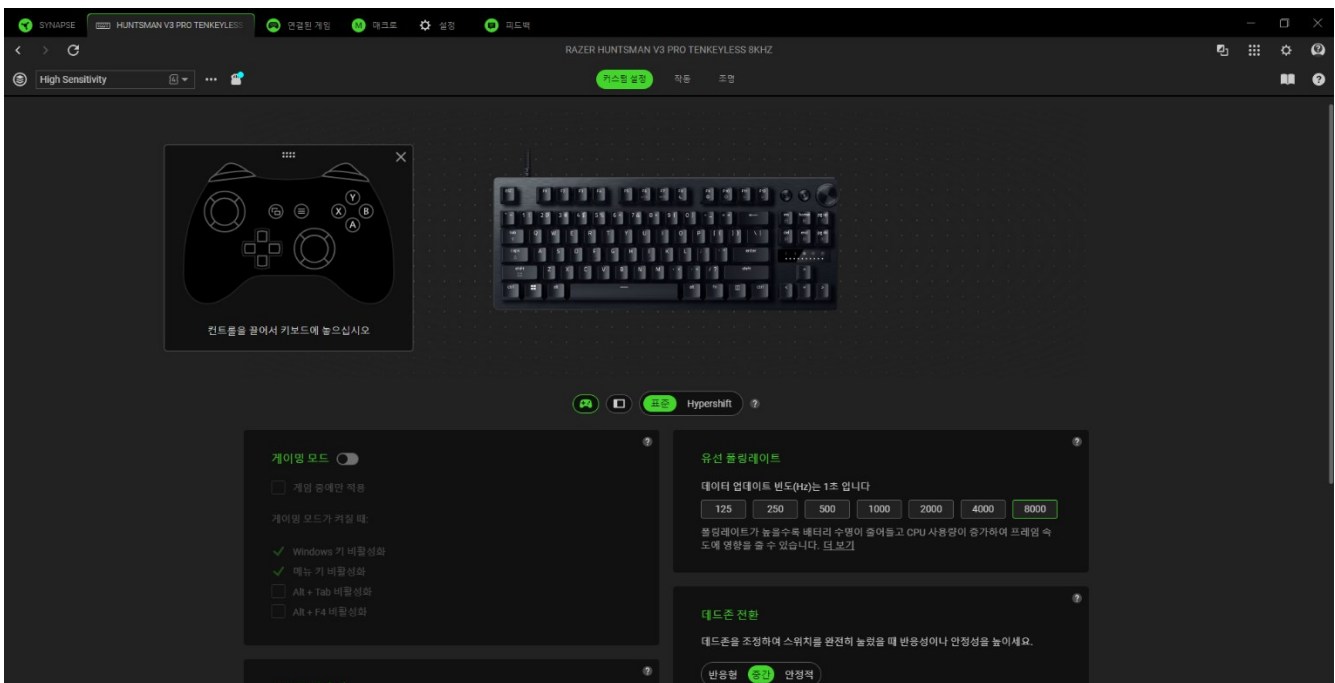 SYNAPSE
HUNTSMAN V3 PRO TENKEYLESS
연결된 게임
M
매크로
설정
피드백
RAZER HUNTSMAN V3 PRO TENKEYLESS 8KHZ
High Sensitivity
커스텀 설정
작동
조명
Y
X
B
A
컨트롤을 끌어서 키보드에 놓으십시오
표준
Hypershift
?
게이밍 모드
?
게임 중에만 적용
게이밍 모드가 켜질 때:
Windows 키 비활성화
메뉴 키 비활성화
Alt + Tab 비활성화
Alt + F4 비활성화
?
유선 폴링레이트
?
데이터 업데이트 빈도(Hz)는 1초 입니다
125 250 500 1000 2000 4000 8000
폴링레이트가 높을수록 배터리 수명이 줄어들고 CPU 사용량이 증가하여 프레임 속
도에 영향을 줄 수 있습니다. 더 보기
데드존 전환
?
데드존을 조정하여 스위치를 완전히 눌렀을 때 반응성이나 안정성을 높이세요.
반응형 중간 안정적